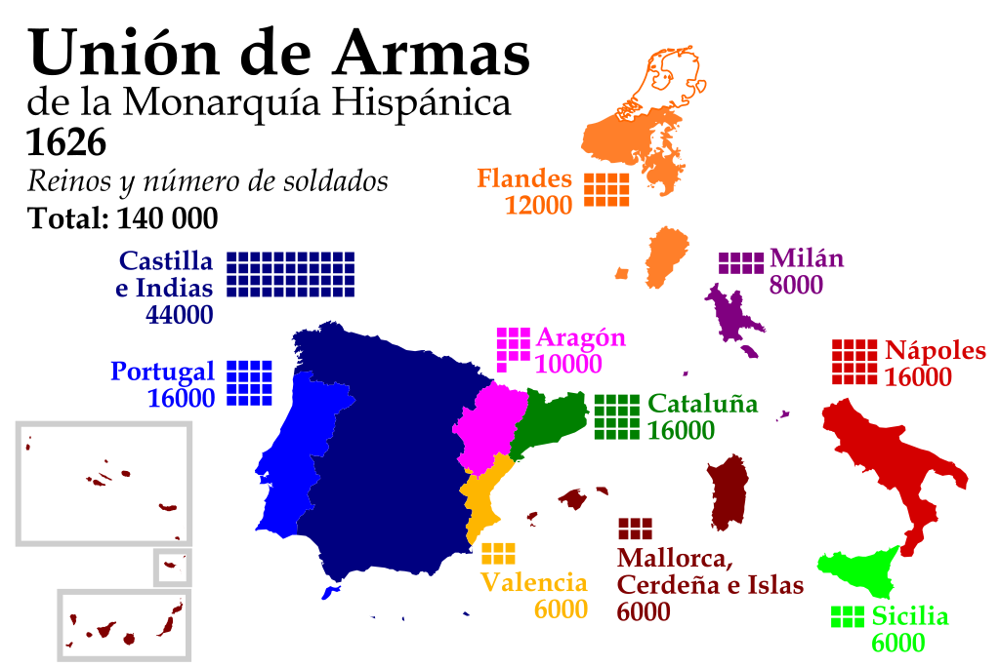 Unión de Armas
de la Monarquía Hispánica
1626
Reinos y número de soldados
Total: 140 000
Flandes
12000
Castilla
e Indias
44000
Milán
8000
Aragón
10000
Nápoles
16000
Portugal
16000
Cataluña
16000
Valencia
6000
Mallorca,
Cerdeña e Islas
6000
Sicilia
6000